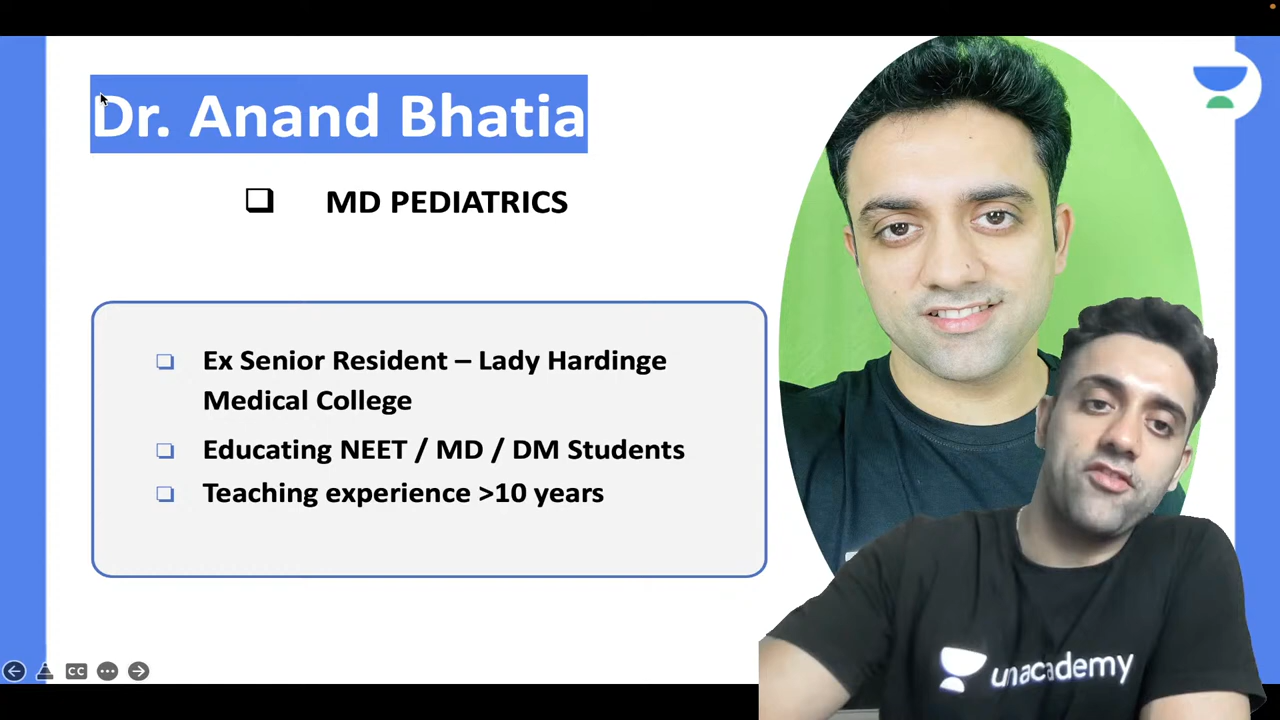 Dr. Anand Bhatia
MD PEDIATRICS
Ex Senior Resident – Lady Hardinge
Medical College
Educating NEET / MD / DM Students
Teaching experience >10 years
CC
unacademy